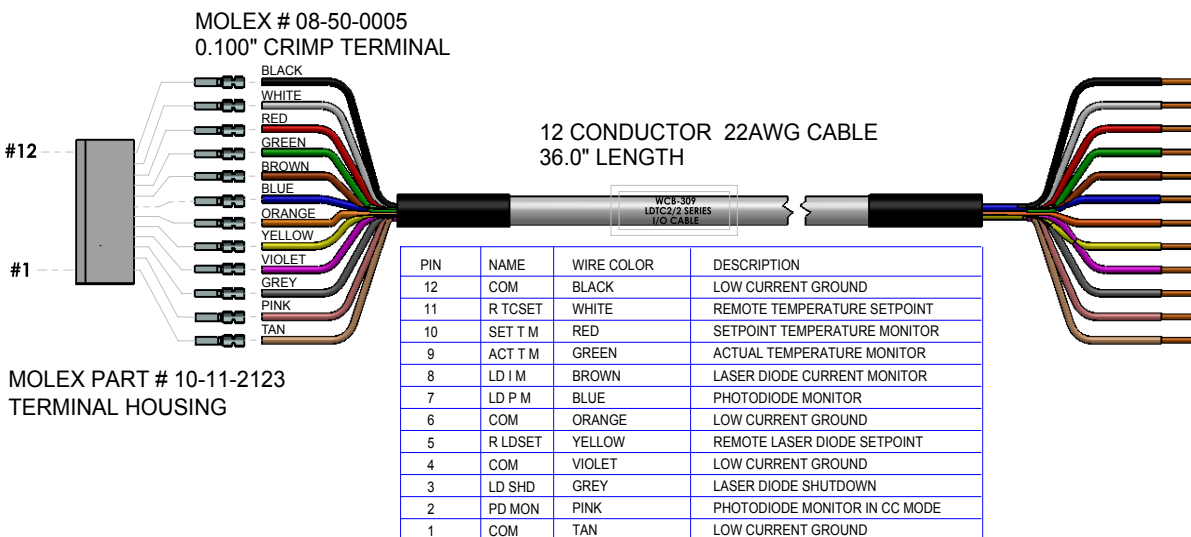 MOLEX # 08-50-0005
0.100" CRIMP TERMINAL
BLACK
WHITE
RED
GREEN
BROWN
BLUE
ORANGE
YELLOW
VIOLET
GREY
PINK
TAN
#12
#1
MOLEX PART # 10-11-2123
TERMINAL HOUSING
12 CONDUCTOR 22AWG CABLE
36.0" LENGTH
WCB-309
LDTC2/2 SERIES
I/O CABLE
PIN NAME WIRE COLOR DESCRIPTION
12 COM BLACK LOW CURRENT GROUND
11 R TCSET WHITE REMOTE TEMPERATURE SETPOINT
10 SET T M RED SETPOINT TEMPERATURE MONITOR
9 ACT T M GREEN ACTUAL TEMPERATURE MONITOR
8 LD I M BROWN LASER DIODE CURRENT MONITOR
7 LD P M BLUE PHOTODIODE MONITOR
6 COM ORANGE LOW CURRENT GROUND
5 R LDSET YELLOW REMOTE LASER DIODE SETPOINT
4 COM VIOLET LOW CURRENT GROUND
3 LD SHD GREY LASER DIODE SHUTDOWN
2 PD MON PINK PHOTODIODE MONITOR IN CC MODE
1 COM TAN LOW CURRENT GROUND